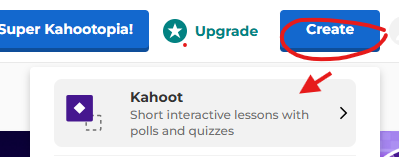 Super Kahootopia!
Upgrade
Create
Kahoot
Short interactive lessons with
polls and quizzes